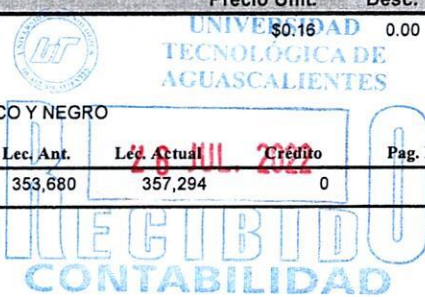 Precio Unit. Desc.
$0.16 0.00
UNIVERSIDAD
TECNOLÓGICA DE
AGUASCALIENTES
CO Y NEGRO
Lec. Ant. Lec. Actual Crédito Pag.
28 JUL. 2022
353,680 357,294 0
RECIBIDO
CONTABILIDAD